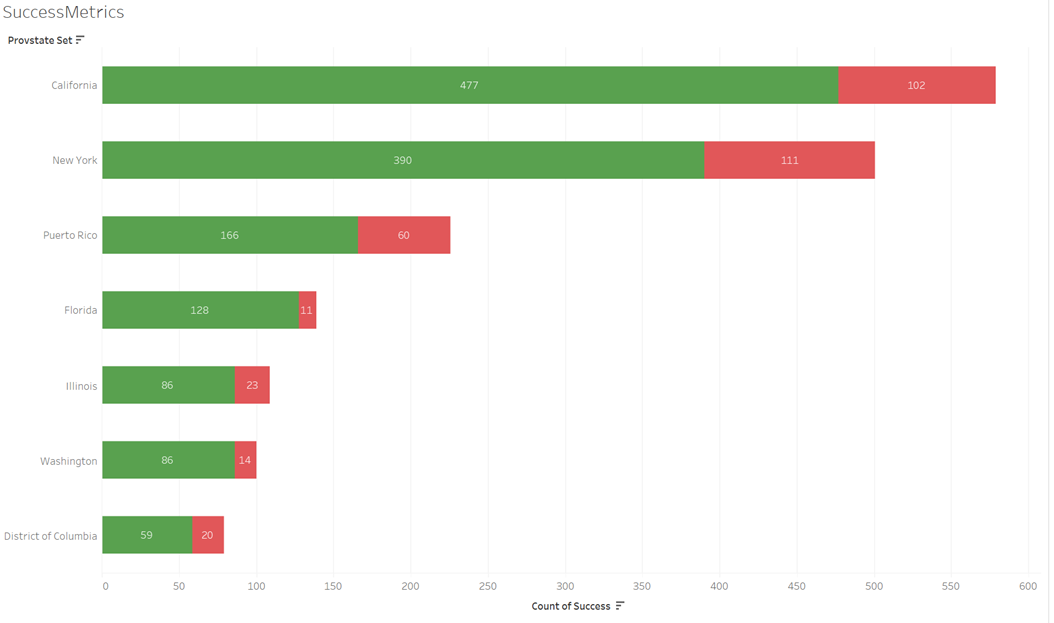 SuccessMetrics
Provstate Set
California 477 102
New York 390 111
Puerto Rico 166 60
Florida 128 11
Illinois 86 23
Washington 86 14
District of Columbia 59 20
0 50 100 150 200 250 300 350 400 450 500 550 600
Count of Success